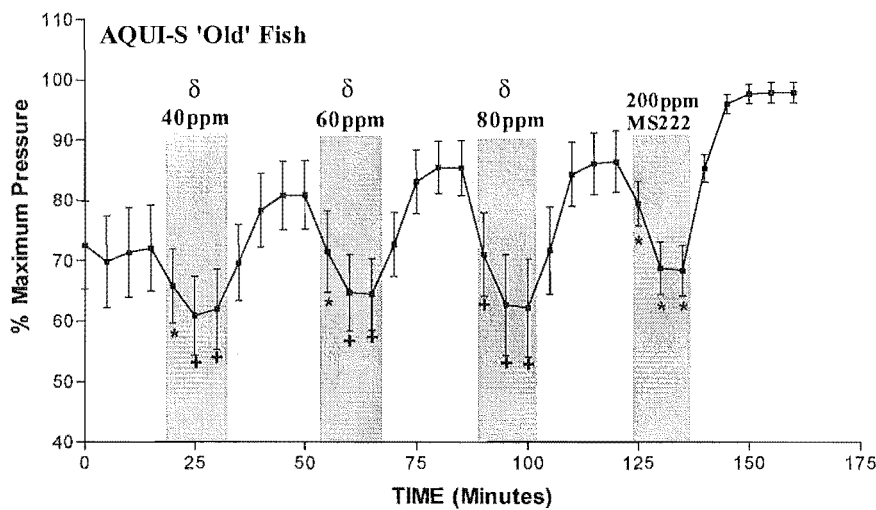 AQUI-S 'Old' Fish
δ
40ppm
δ
60ppm
δ
80ppm
200ppm
MS222
% Maximum Pressure
110
100
90
80
70
60
50
40
0
25
50
75
100
125
150
175
TIME (Minutes)
*
+
+
*
+
+
+
+
+
*
*
*